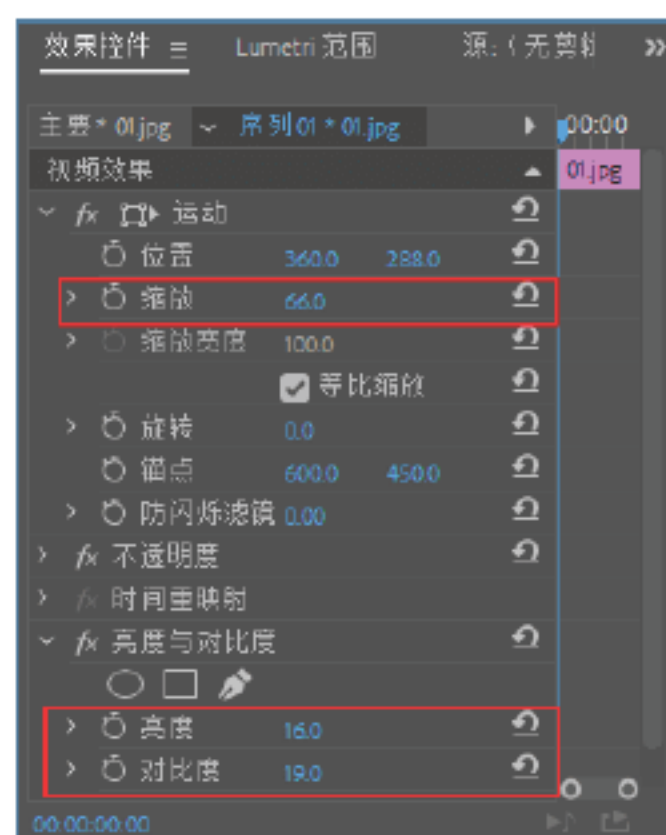 效果控件 Lumetri 范围 源:(无剪辑 »
主要*01.jpg 序列01*01.jpg 00:00
视频效果 01.jpg
fx 运动
位置 360.0 288.0
缩放 66.0
缩放宽度 100.0
等比缩放
旋转 0.0
锚点 600.0 450.0
防闪烁滤镜 0.00
fx 不透明度
fx 时间重映射
fx 亮度与对比度
亮度 16.0
对比度 19.0
00:00:00:00